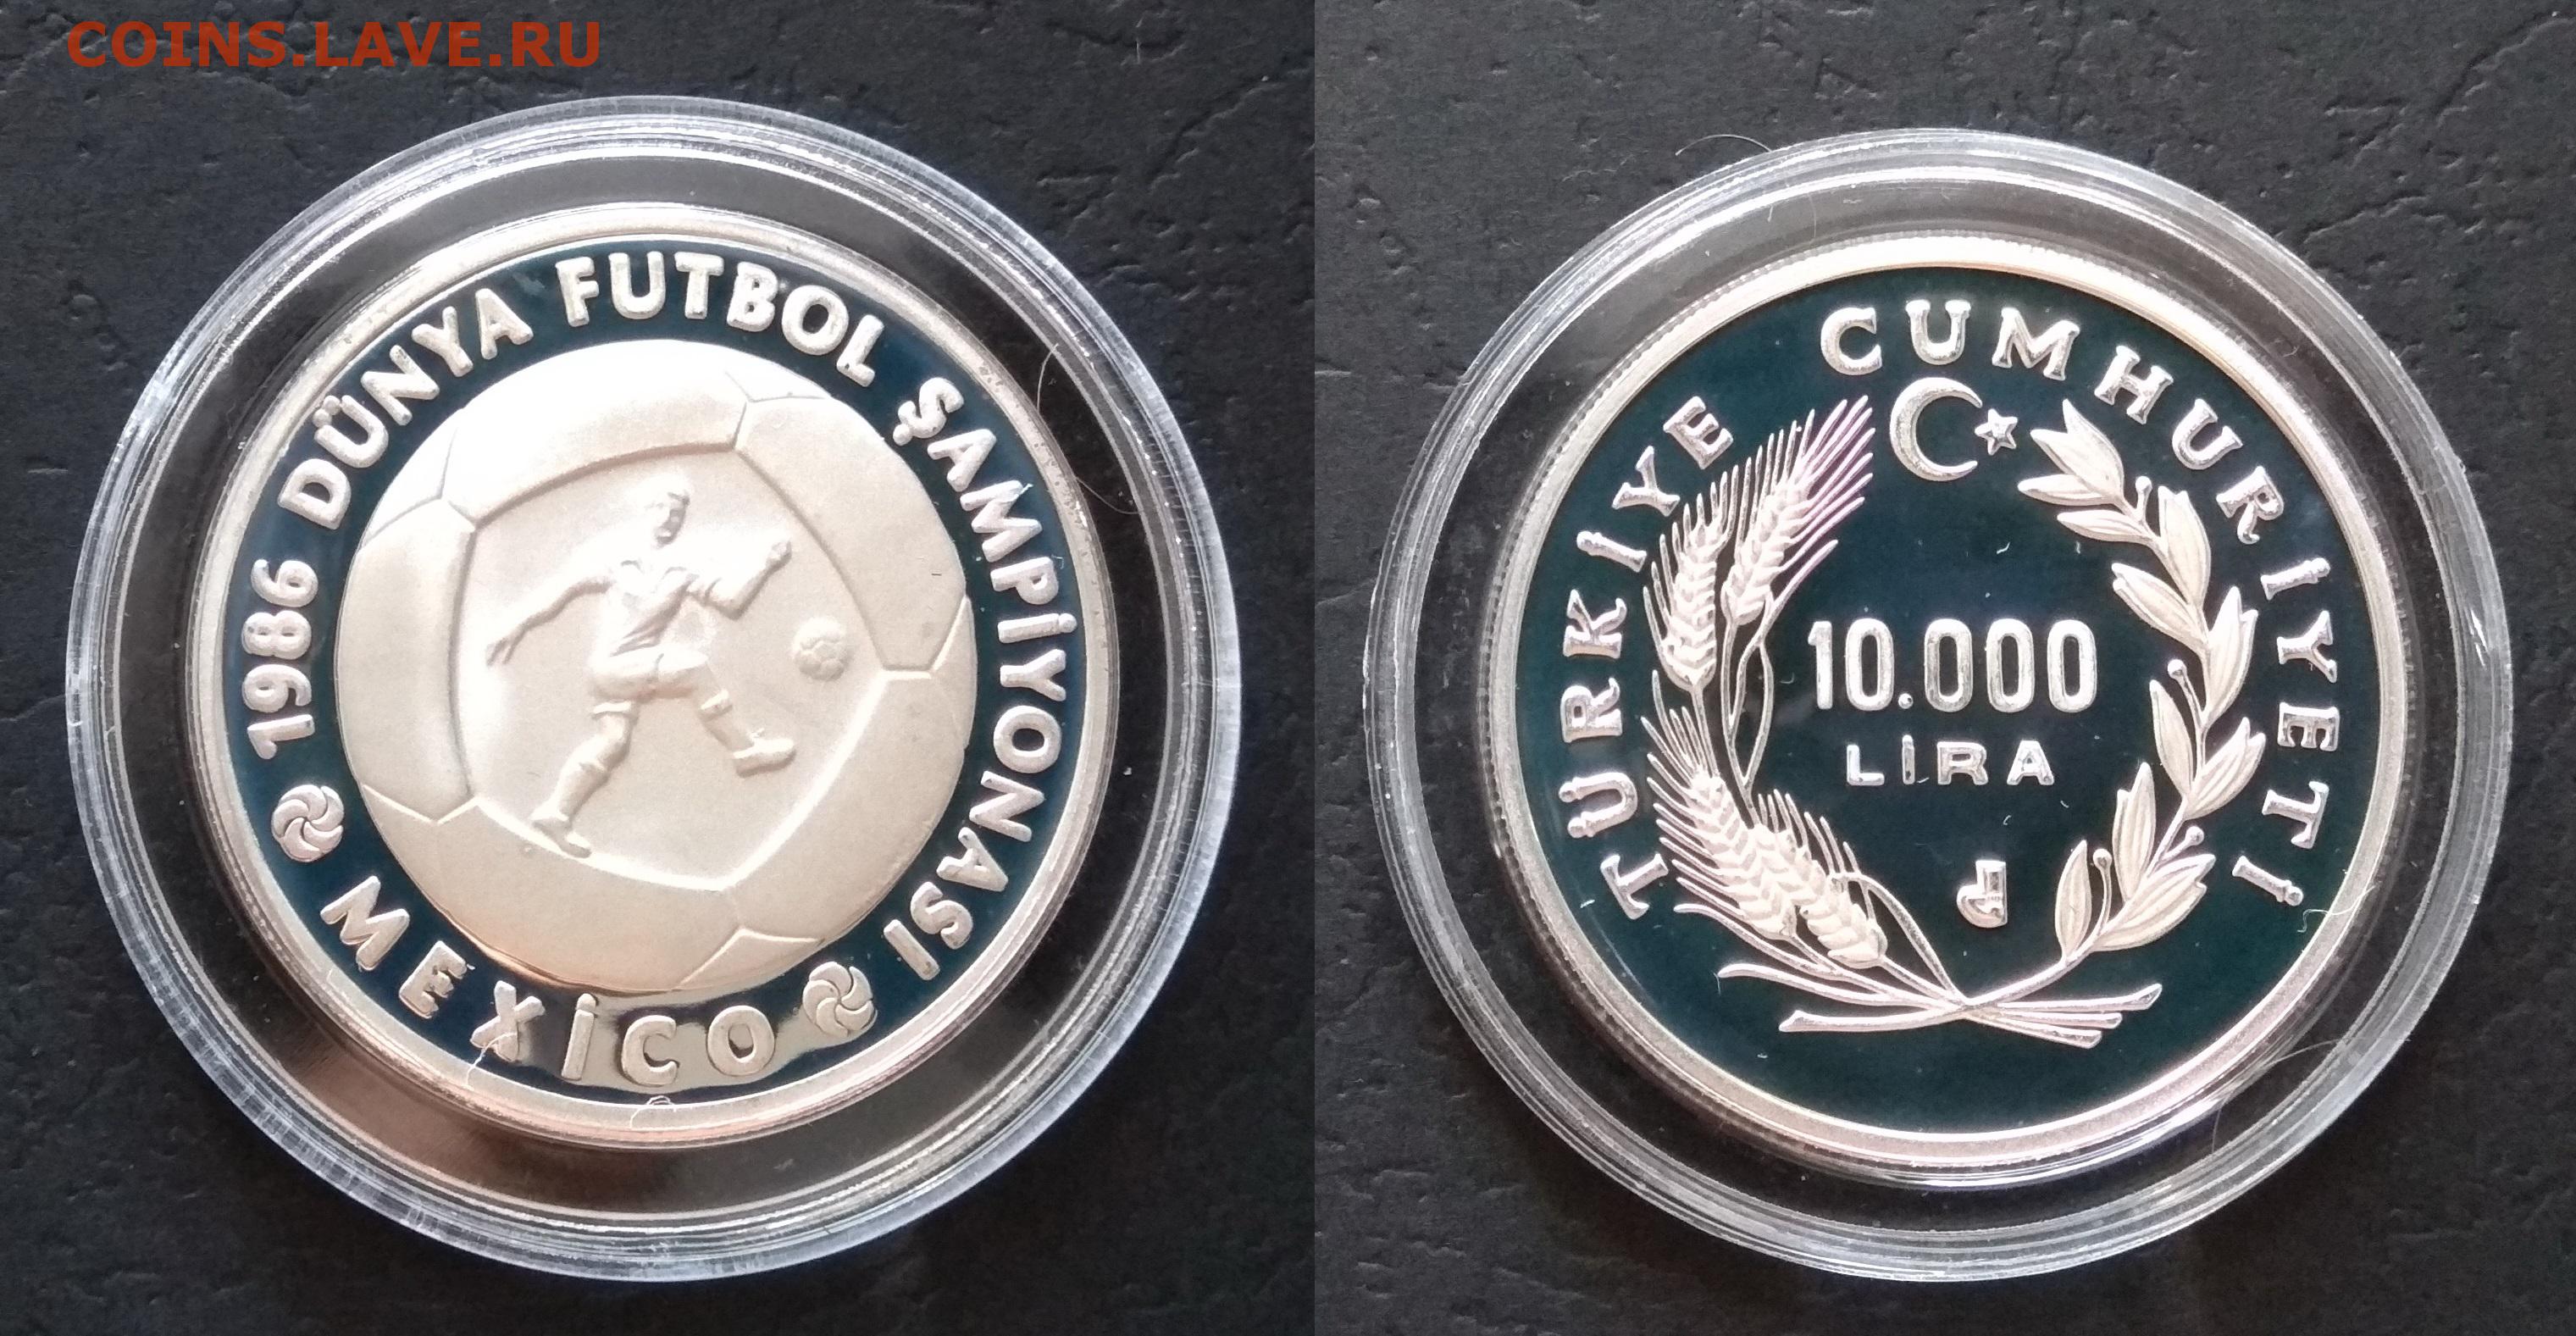 COINS.LAVE.RU
1986 DÜNYA FUTBOL ŞAMPİYONASI
MEXİCO
TÜRKİYE CUMHURİYETİ
10.000
LİRA